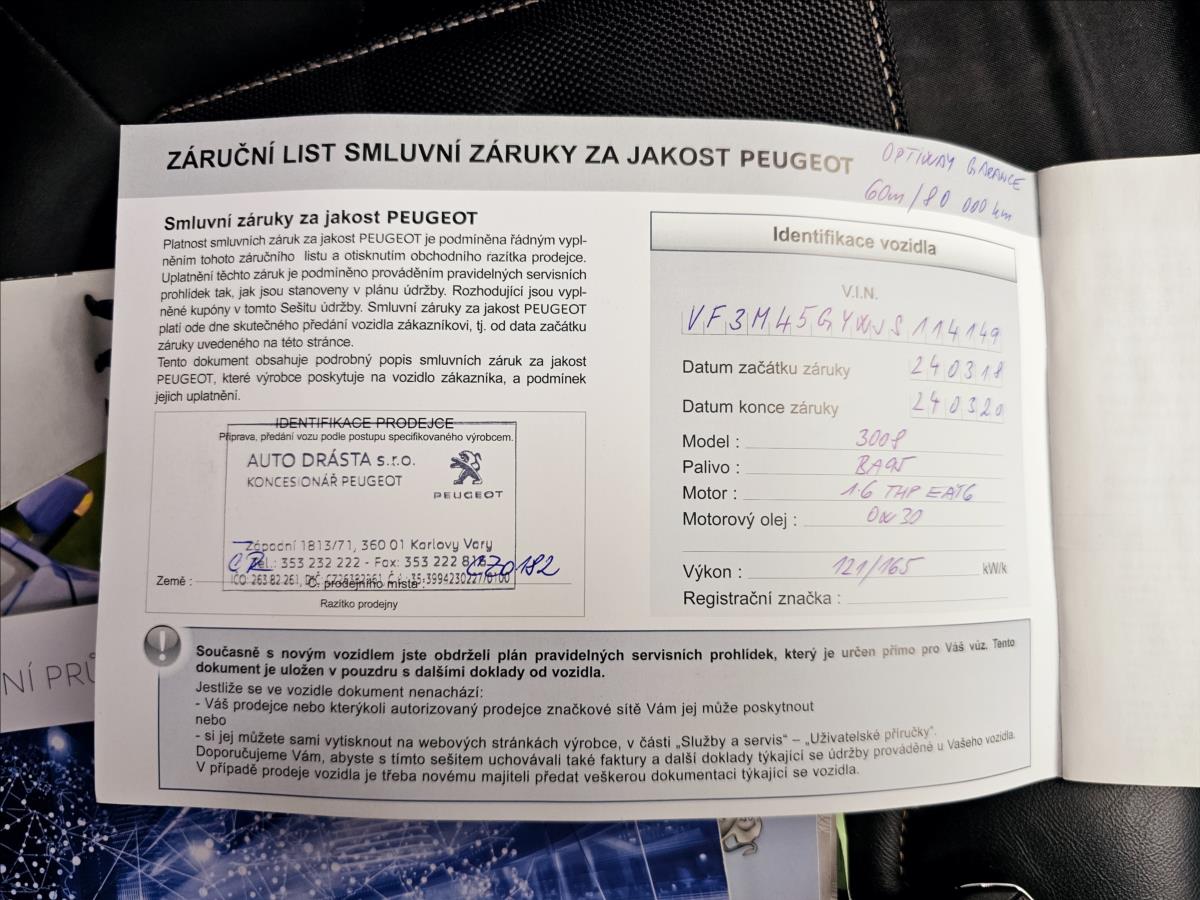 ZÁRUČNÍ LIST SMLUVNÍ ZÁRUKY ZA JAKOST PEUGEOT
OPTIWAY GARANCE
60m/80 000 km
Smluvní záruky za jakost PEUGEOT
Platnost smluvních záruk za jakost PEUGEOT je podmíněna řádným vypl-
něním tohoto záručního listu a otisknutím obchodního razítka prodejce.
Uplatnění těchto záruk je podmíněno prováděním pravidelných servisních
prohlídek tak, jak jsou stanoveny v plánu údržby. Rozhodující jsou vypl-
něné kupóny v tomto Sešitu údržby. Smluvní záruky za jakost PEUGEOT
platí ode dne skutečného předání vozidla zákazníkovi, tj. od data začátku
záruky uvedeného na této stránce.
Tento dokument obsahuje podrobný popis smluvních záruk za jakost
PEUGEOT, které výrobce poskytuje na vozidlo zákazníka, a podmínek
jejich uplatnění.
IDENTIFIKACE PRODEJCE
Příprava, předání vozu podle postupu specifikovaného výrobcem.
AUTO DRÁSTA s.r.o.
KONCESIONÁŘ PEUGEOT
PEUGEOT
Západní 1813/71, 360 01 Karlovy Vary
Tel.: 353 232 222 - Fax: 353 222 815
Země : CR
Č. prodejního místa : CZ0182
Razítko prodejny
Identifikace vozidla
V.I.N.
VF3M45GYWJS114149
Datum začátku záruky 240318
Datum konce záruky 240320
Model : 3008
Palivo : BA95
Motor : 1.6 THP EAT6
Motorový olej : 0W30
Výkon : 121/165 kW/k
Registrační značka :
Současně s novým vozidlem jste obdrželi plán pravidelných servisních prohlídek, který je určen přímo pro Váš vůz. Tento
dokument je uložen v pouzdru s dalšími doklady od vozidla.
Jestliže se ve vozidle dokument nenachází:
- Váš prodejce nebo kterýkoli autorizovaný prodejce značkové sítě Vám jej může poskytnout
nebo
- si jej můžete sami vytisknout na webových stránkách výrobce, v části „Služby a servis“ – „Uživatelské příručky“.
Doporučujeme Vám, abyste s tímto sešitem uchovávali také faktury a další doklady týkající se údržby prováděné u Vašeho vozidla.
V případě prodeje vozidla je třeba novému majiteli předat veškerou dokumentaci týkající se vozidla.
NÍ PRŮ